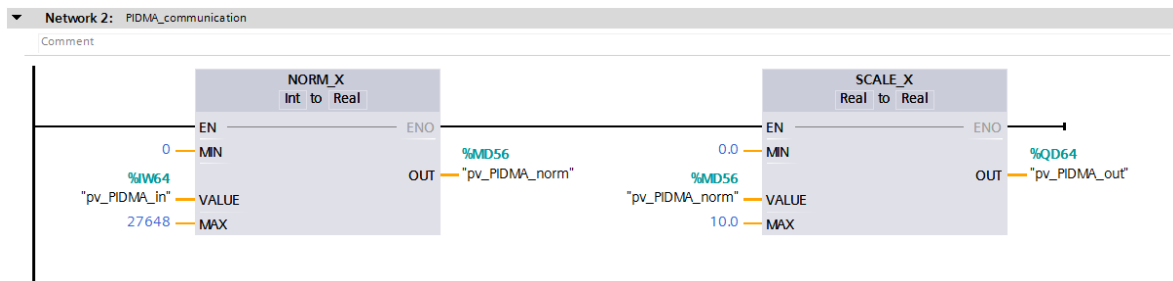 Network 2: PIDMA_communication
Comment
NORM_X
Int to Real
EN
ENO
0
MIN
%MD56
OUT
"pv_PIDMA_norm"
%IW64
"pv_PIDMA_in"
VALUE
27648
MAX
SCALE_X
Real to Real
EN
ENO
0.0
MIN
%QD64
OUT
"pv_PIDMA_out"
%MD56
"pv_PIDMA_norm"
VALUE
10.0
MAX